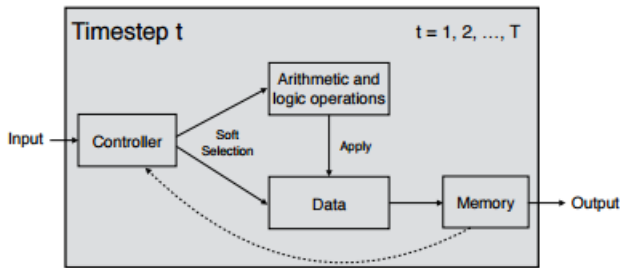 Timestep t
t = 1, 2, ..., T
Arithmetic and
logic operations
Input
Controller
Soft
Selection
Apply
Data
Memory
Output